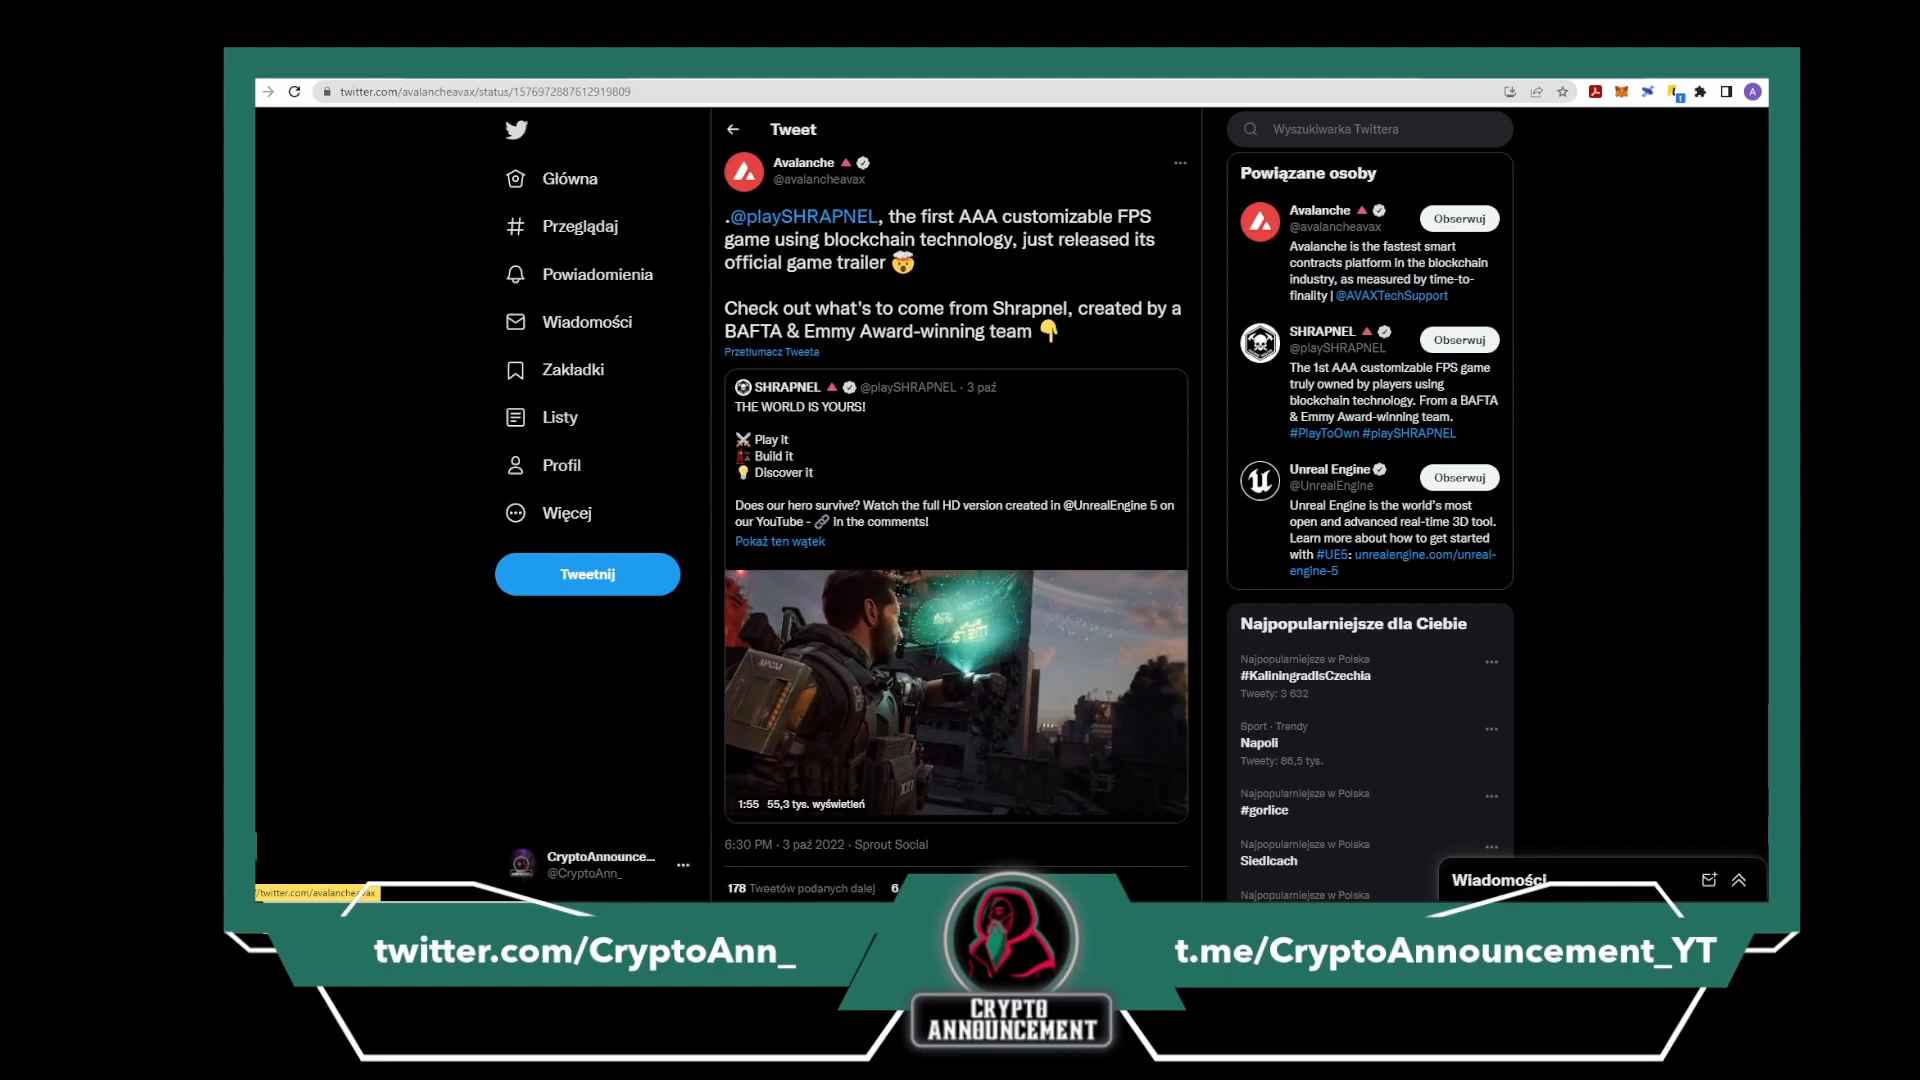 twitter.com/avalancheavax/status/1576972887612919809
A
Główna
Przeglądaj
Powiadomienia
Wiadomości
Zakładki
Listy
Profil
Więcej
Tweetnij
CryptoAnnounce...
@CryptoAnn_
/twitter.com/avalancheavax
Tweet
Avalanche
@avalancheavax
.@playSHRAPNEL, the first AAA customizable FPS
game using blockchain technology, just released its
official game trailer 🤯
Check out what's to come from Shrapnel, created by a
BAFTA & Emmy Award-winning team 👇
Przetłumacz Tweeta
SHRAPNEL @playSHRAPNEL · 3 paź
THE WORLD IS YOURS!
⚔️ Play it
Build it
💡 Discover it
Does our hero survive? Watch the full HD version created in @UnrealEngine 5 on
our YouTube - 🔗 in the comments!
Pokaż ten wątek
X27
1:55 55,3 tys. wyświetleń
6:30 PM · 3 paź 2022 · Sprout Social
178 Tweetów podanych dalej 6
Wyszukiwarka Twittera
Powiązane osoby
Avalanche
@avalancheavax
Obserwuj
Avalanche is the fastest smart
contracts platform in the blockchain
industry, as measured by time-to-
finality | @AVAXTechSupport
SHRAPNEL
@playSHRAPNEL
Obserwuj
The 1st AAA customizable FPS game
truly owned by players using
blockchain technology. From a BAFTA
& Emmy Award-winning team.
#PlayToOwn #playSHRAPNEL
Unreal Engine
@UnrealEngine
Obserwuj
Unreal Engine is the world's most
open and advanced real-time 3D tool.
Learn more about how to get started
with #UE5: unrealengine.com/unreal-
engine-5
Najpopularniejsze dla Ciebie
Najpopularniejsze w Polska
#KaliningradIsCzechia
Tweety: 3 632
Sport · Trendy
Napoli
Tweety: 86,5 tys.
Najpopularniejsze w Polska
#gorlice
Najpopularniejsze w Polska
Siedlcach
Najpopularniejsze w Polska
Wiadomości
twitter.com/CryptoAnn_
CRYPTO
ANNOUNCEMENT
t.me/CryptoAnnouncement_YT